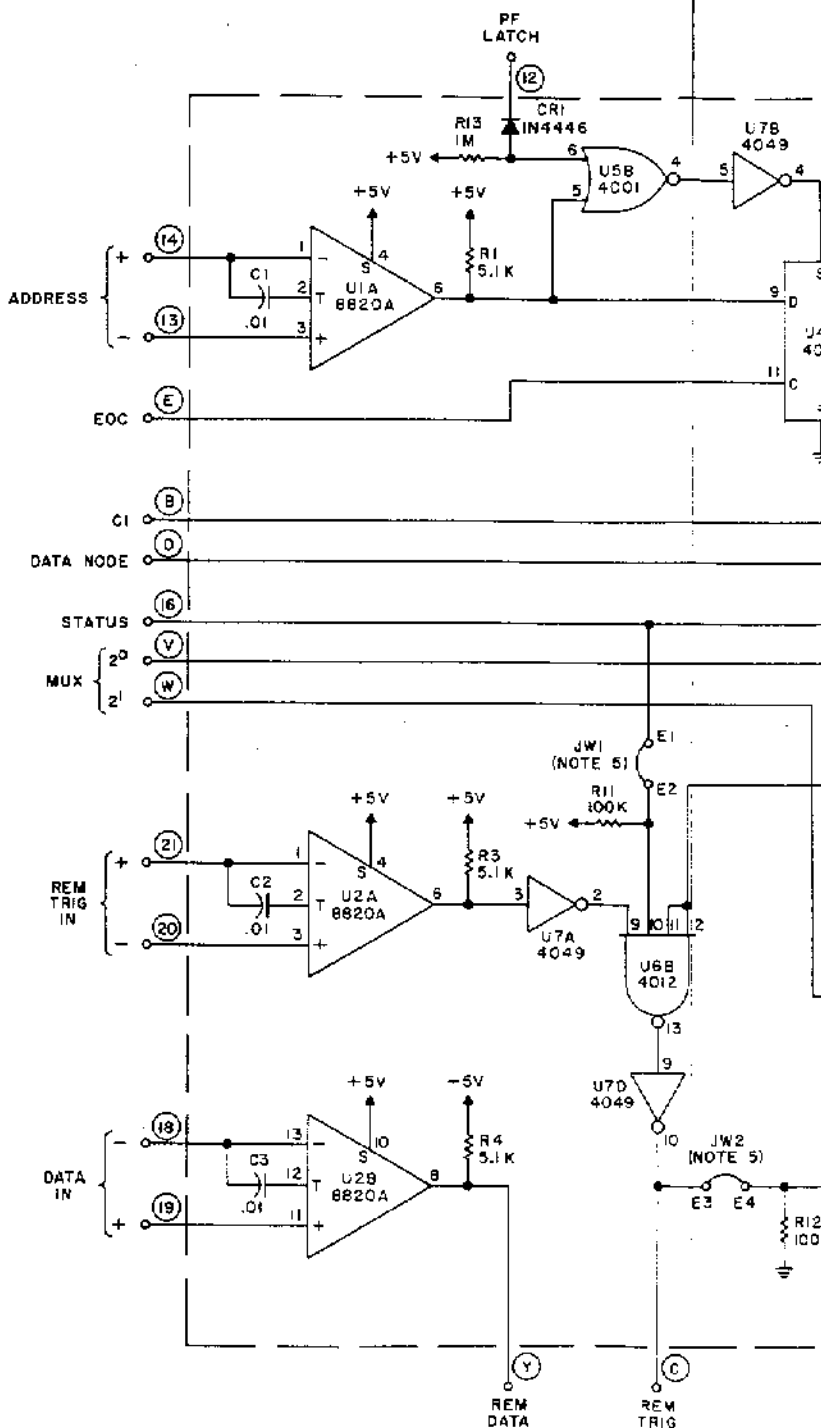 PF
LATCH
12
CR1
IN4446
R13
1M
+5V
6
5
U5B
4001
4
U7B
4049
5
4
+5V
+5V
14
+
1
-
S
4
R1
5.1K
ADDRESS
C1
.01
2
T
U1A
8820A
6
9
D
13
-
3
+
11
C
E
EOC
B
C1
D
DATA NODE
16
STATUS
V
MUX
2⁰
W
2¹
E1
JW1
(NOTE 5)
E2
R11
100K
+5V
+5V
+5V
21
+
1
-
S
4
R3
5.1K
REM
TRIG
IN
C2
.01
2
T
U2A
8820A
6
3
2
U7A
4049
20
-
3
+
9
10
11
12
U6B
4012
13
9
U7D
4049
10
+5V
-5V
18
-
13
-
S
10
R4
5.1K
DATA
IN
C3
.01
12
T
U2B
8820A
8
19
+
11
+
JW2
(NOTE 5)
E3
E4
R12
100
Y
REM
DATA
C
REM
TRIG